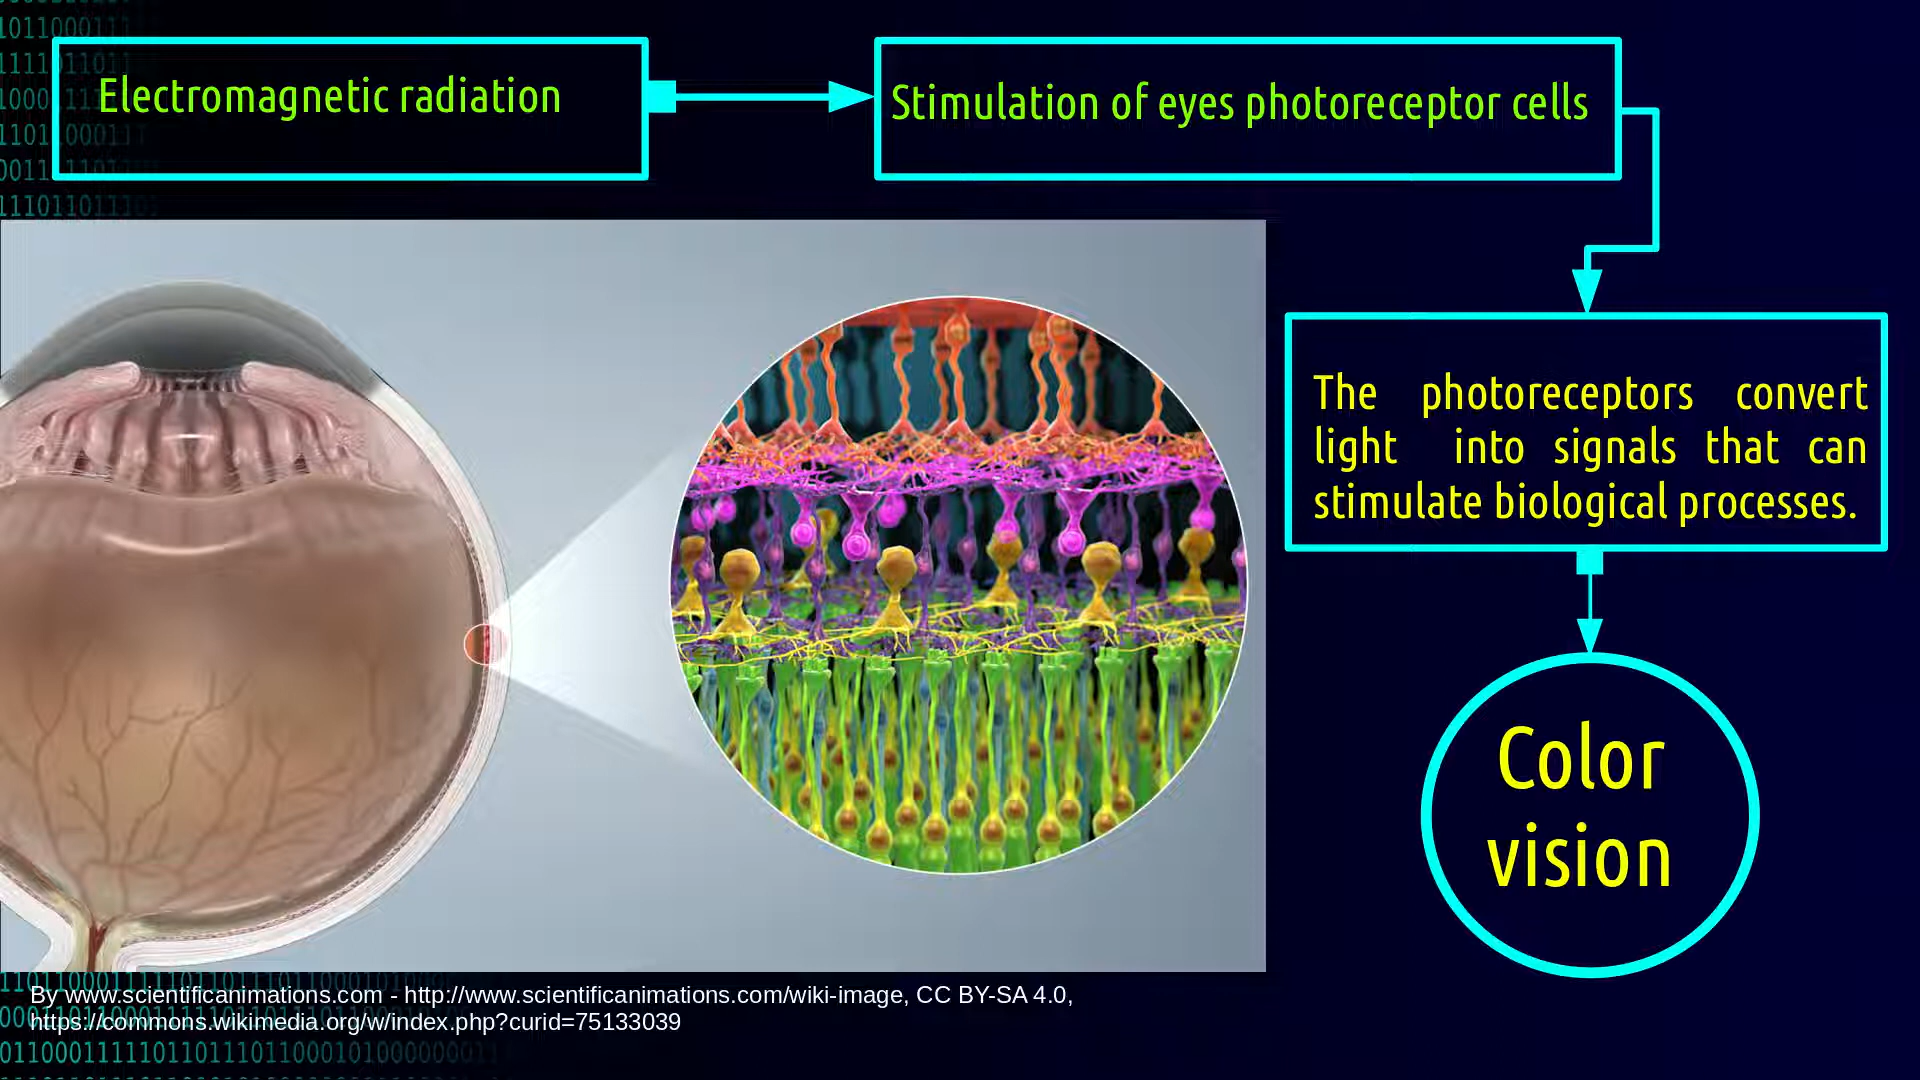 Electromagnetic radiation
Stimulation of eyes photoreceptor cells
The photoreceptors convert
light into signals that can
stimulate biological processes.
Color
vision
By www.scientificanimations.com - http://www.scientificanimations.com/wiki-image, CC BY-SA 4.0,
https://commons.wikimedia.org/w/index.php?curid=75133039